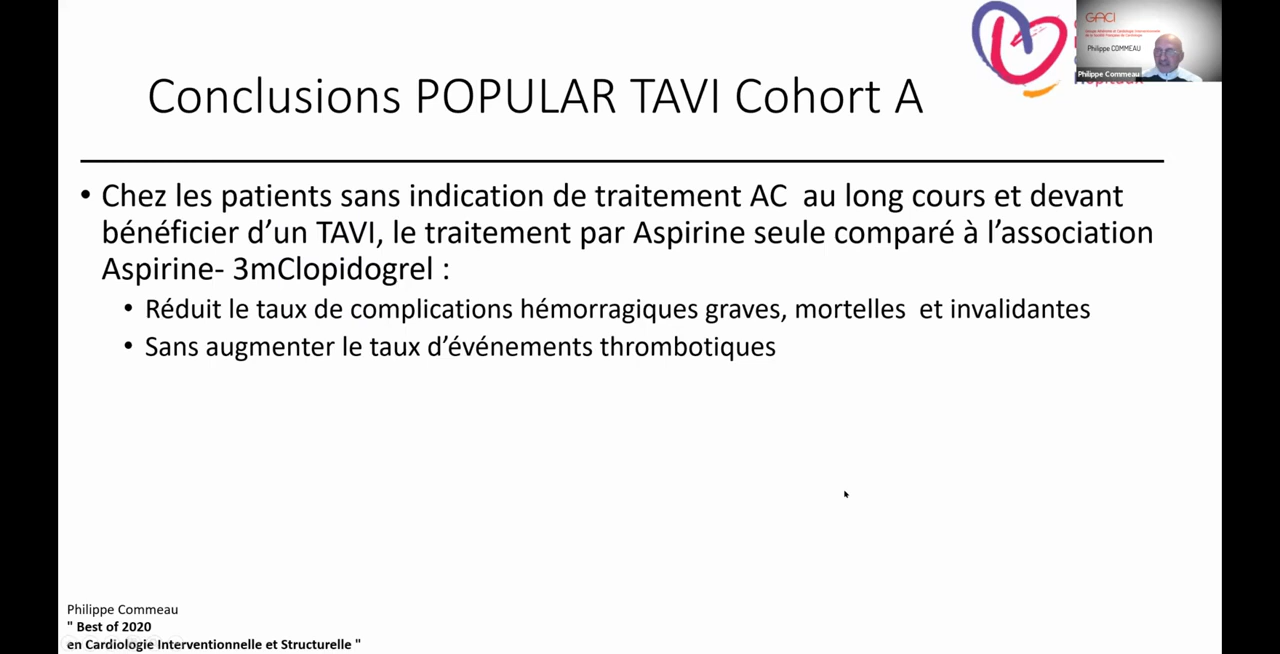 GACI
Philippe COMMEAU
Philippe Commeau
Conclusions POPULAR TAVI Cohort A
• Chez les patients sans indication de traitement AC au long cours et devant
bénéficier d’un TAVI, le traitement par Aspirine seule comparé à l’association
Aspirine- 3mClopidogrel :
• Réduit le taux de complications hémorragiques graves, mortelles et invalidantes
• Sans augmenter le taux d’événements thrombotiques
Philippe Commeau
" Best of 2020
en Cardiologie Interventionnelle et Structurelle "